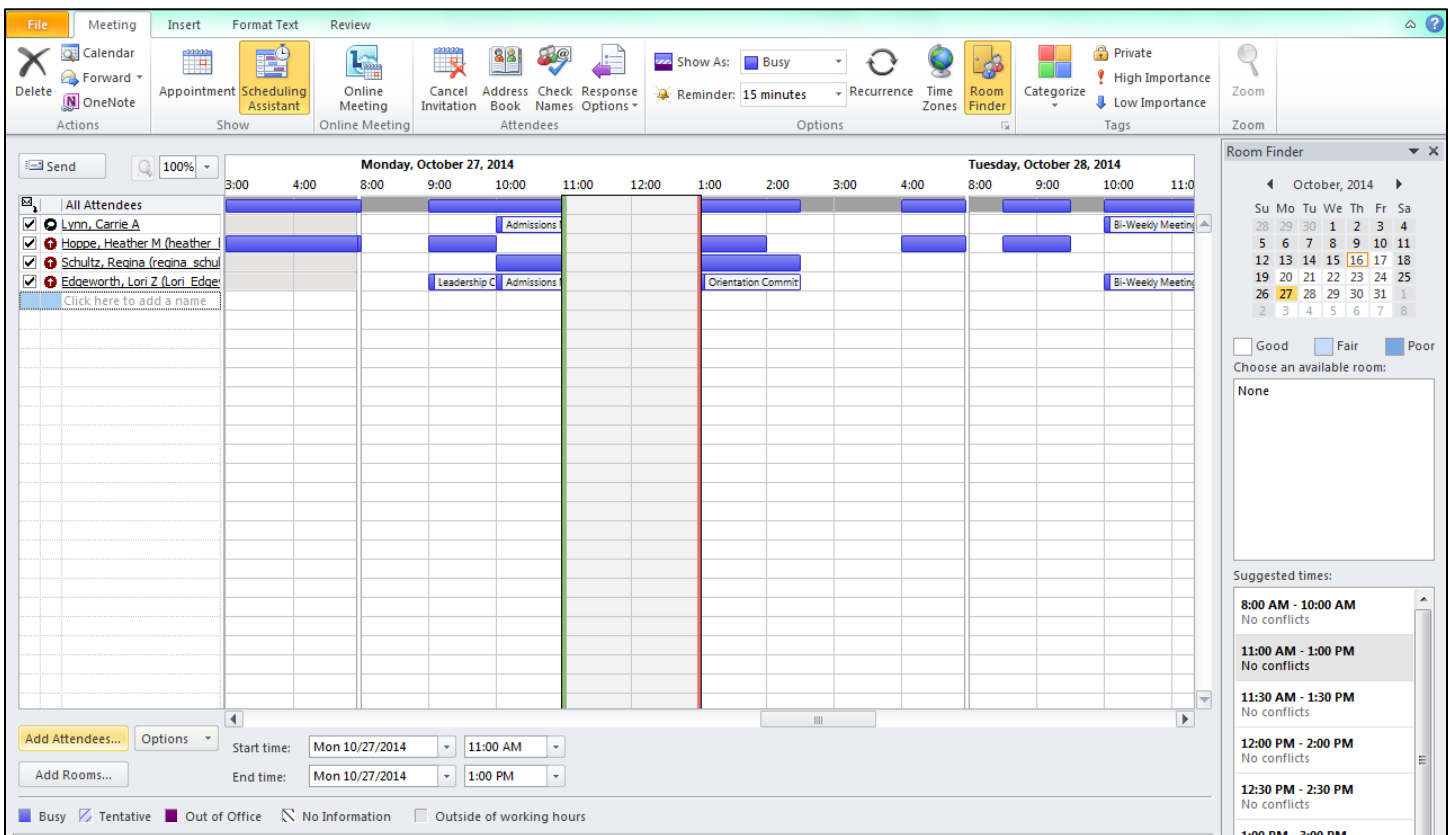 File Meeting Insert Format Text Review
Delete
Calendar
Forward
OneNote
Actions
Appointment
Scheduling Assistant
Show
Online Meeting
Online Meeting
Cancel Invitation
Address Book
Check Names
Response Options
Attendees
Show As: Busy
Reminder: 15 minutes
Recurrence
Time Zones
Room Finder
Options
Categorize
Private
High Importance
Low Importance
Tags
Zoom
Zoom
Send
100%
Monday, October 27, 2014
Tuesday, October 28, 2014
3:00 4:00 8:00 9:00 10:00 11:00 12:00 1:00 2:00 3:00 4:00 8:00 9:00 10:00 11:0
All Attendees
Lynn, Carrie A
Admissions
Bi-Weekly Meeting
Hoppe, Heather M (heather
Schultz, Regina (regina schul
Edgeworth, Lori Z (Lori Edge
Leadership C
Admissions
Orientation Commit
Bi-Weekly Meeting
Click here to add a name
Add Attendees...
Options
Add Rooms...
Start time: Mon 10/27/2014 11:00 AM
End time: Mon 10/27/2014 1:00 PM
Busy Tentative Out of Office No Information Outside of working hours
Room Finder
October, 2014
Su Mo Tu We Th Fr Sa
28 29 30 1 2 3 4
5 6 7 8 9 10 11
12 13 14 15 16 17 18
19 20 21 22 23 24 25
26 27 28 29 30 31 1
2 3 4 5 6 7 8
Good Fair Poor
Choose an available room:
None
Suggested times:
8:00 AM - 10:00 AM
No conflicts
11:00 AM - 1:00 PM
No conflicts
11:30 AM - 1:30 PM
No conflicts
12:00 PM - 2:00 PM
No conflicts
12:30 PM - 2:30 PM
No conflicts
1:00 PM - 3:00 PM